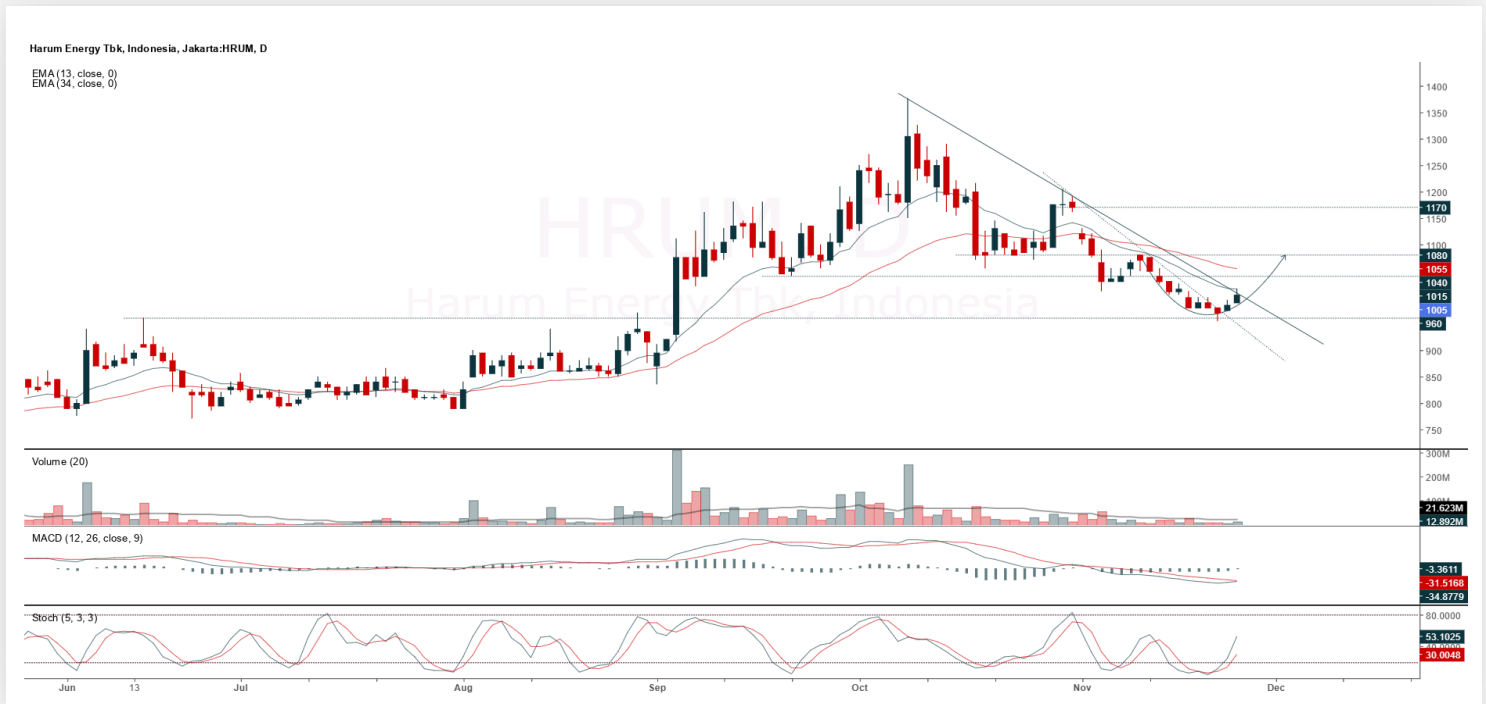 Harum Energy Tbk, Indonesia, Jakarta:HRUM, D
EMA (13, close, 0)
EMA (34, close, 0)
HRUM, D
Harum Energy Tbk, Indonesia
1400
1350
1300
1250
1200
1170
1150
1100
1080
1055
1040
1015
1005
960
900
850
800
750
Volume (20)
300M
200M
100M
21.623M
12.892M
MACD (12, 26, close, 9)
-3.3611
-31.5168
-34.8779
Stoch (5, 3, 3)
80.0000
53.1025
40.0000
30.0048
Jun 13 Jul Aug Sep Oct Nov Dec